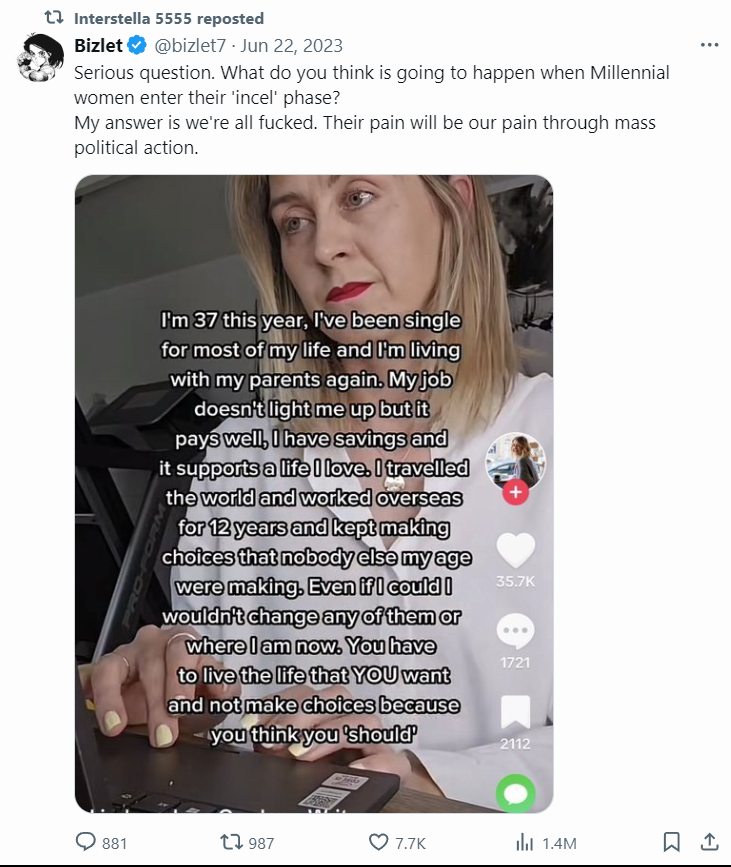 Interstella 5555 reposted
Bizlet @bizlet7 · Jun 22, 2023
Serious question. What do you think is going to happen when Millennial
women enter their 'incel' phase?
My answer is we're all fucked. Their pain will be our pain through mass
political action.
I'm 37 this year, I've been single
for most of my life and I'm living
with my parents again. My job
doesn't light me up but it
pays well, I have savings and
it supports a life I love. I travelled
the world and worked overseas
for 12 years and kept making
choices that nobody else my age
were making. Even if I could I
wouldn't change any of them or
where I am now. You have
to live the life that YOU want
and not make choices because
you think you 'should'
PRO-FORM
35.7K
1721
2112
881 987 7.7K 1.4M